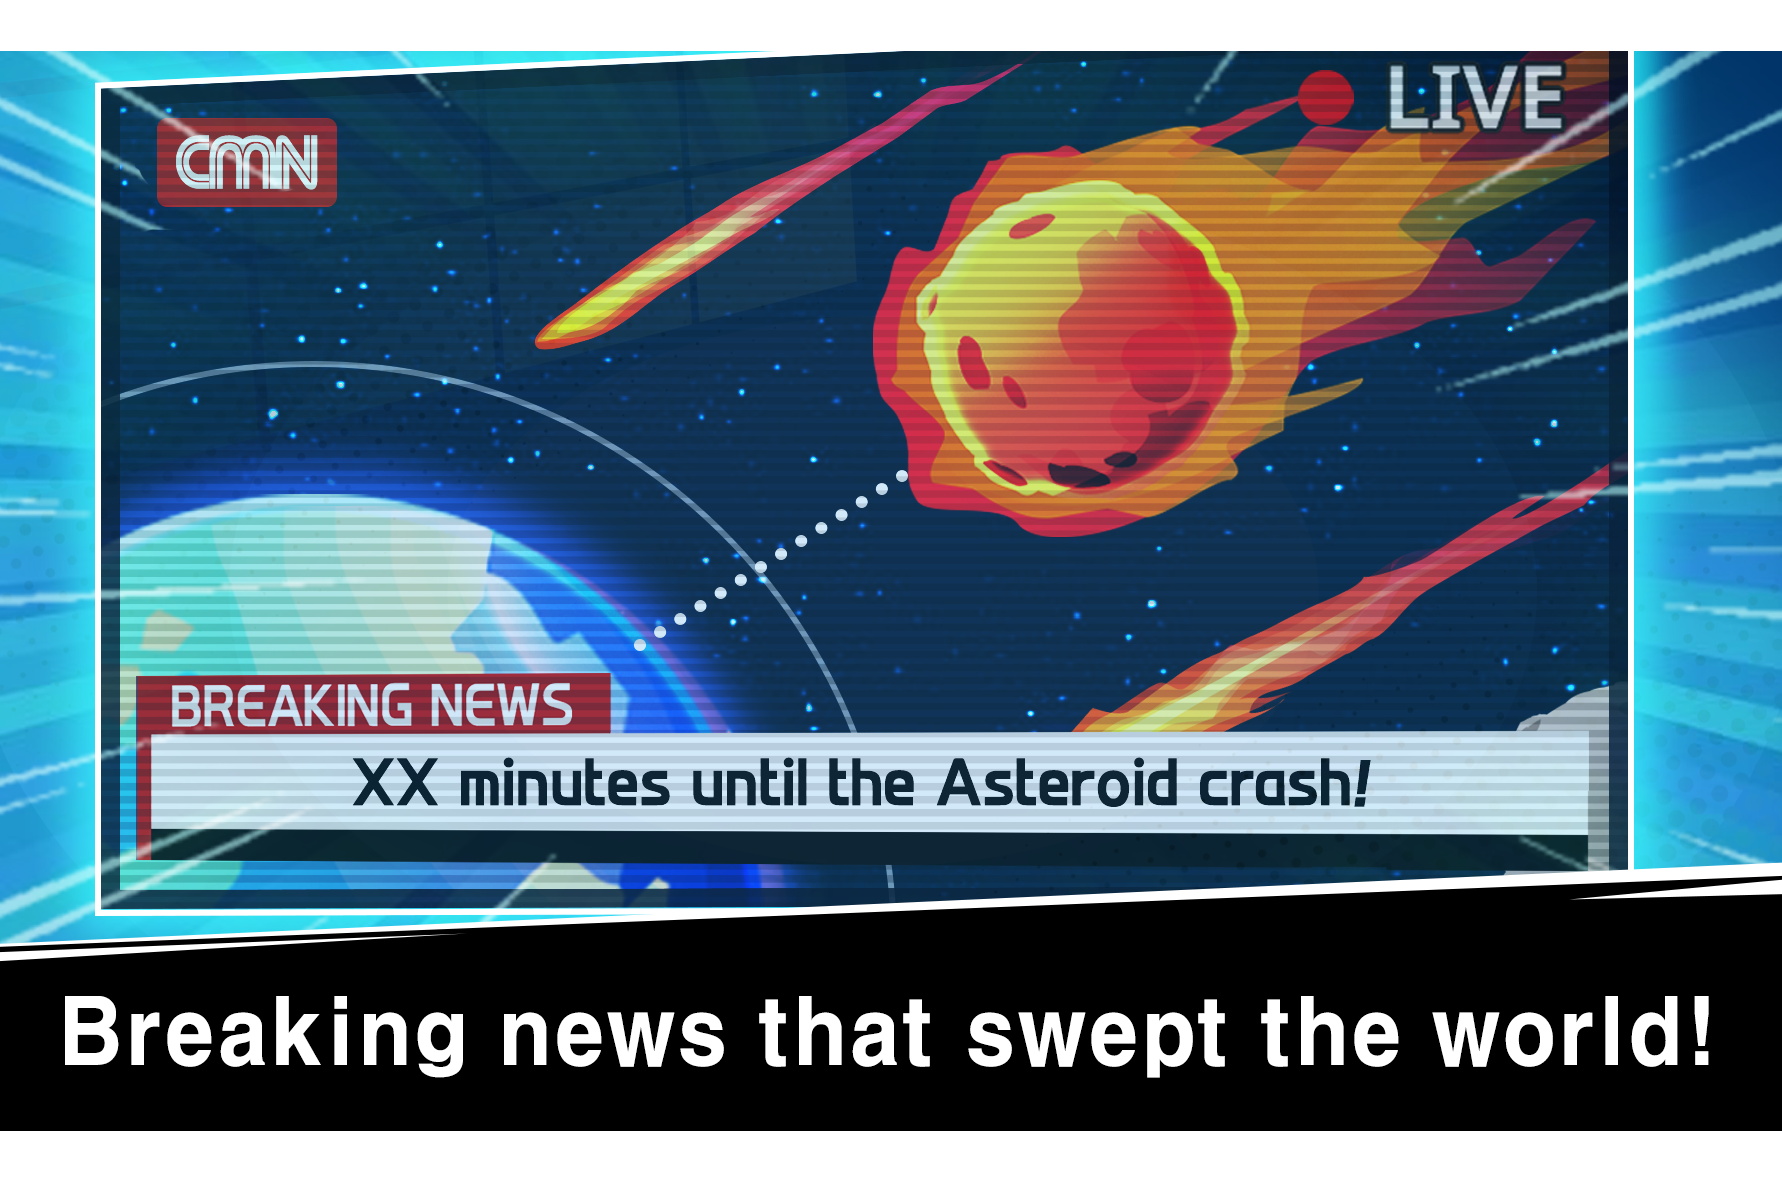 CMN
LIVE
BREAKING NEWS
XX minutes until the Asteroid crash!
Breaking news that swept the world!